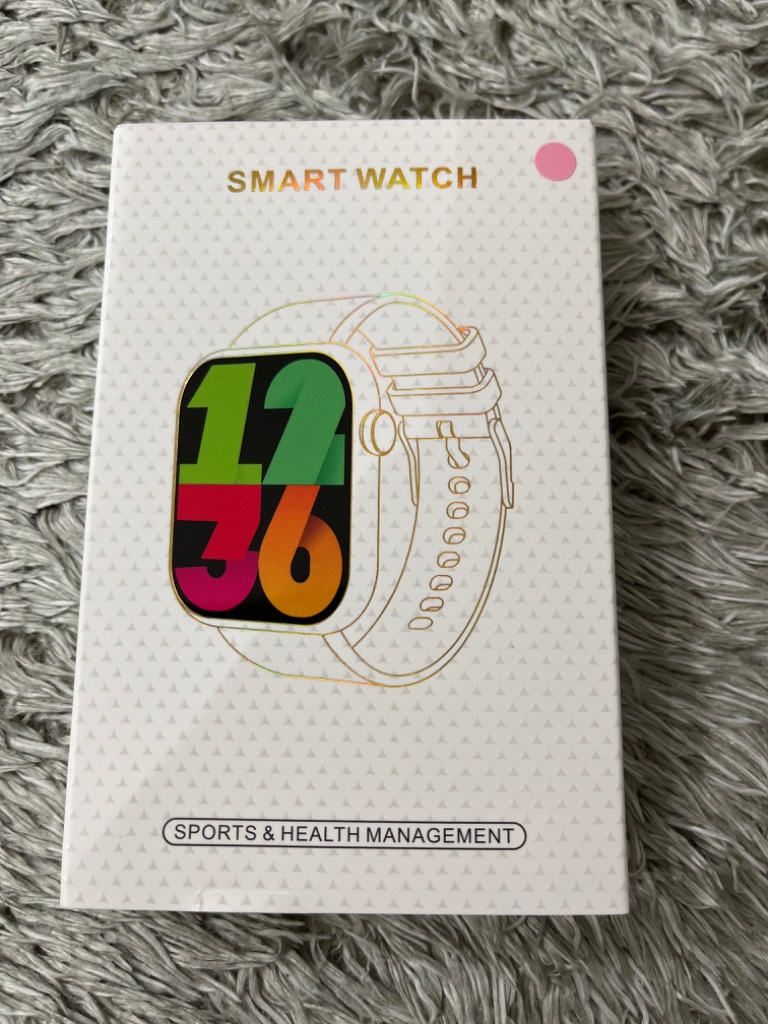 SMART WATCH
12
36
SPORTS & HEALTH MANAGEMENT